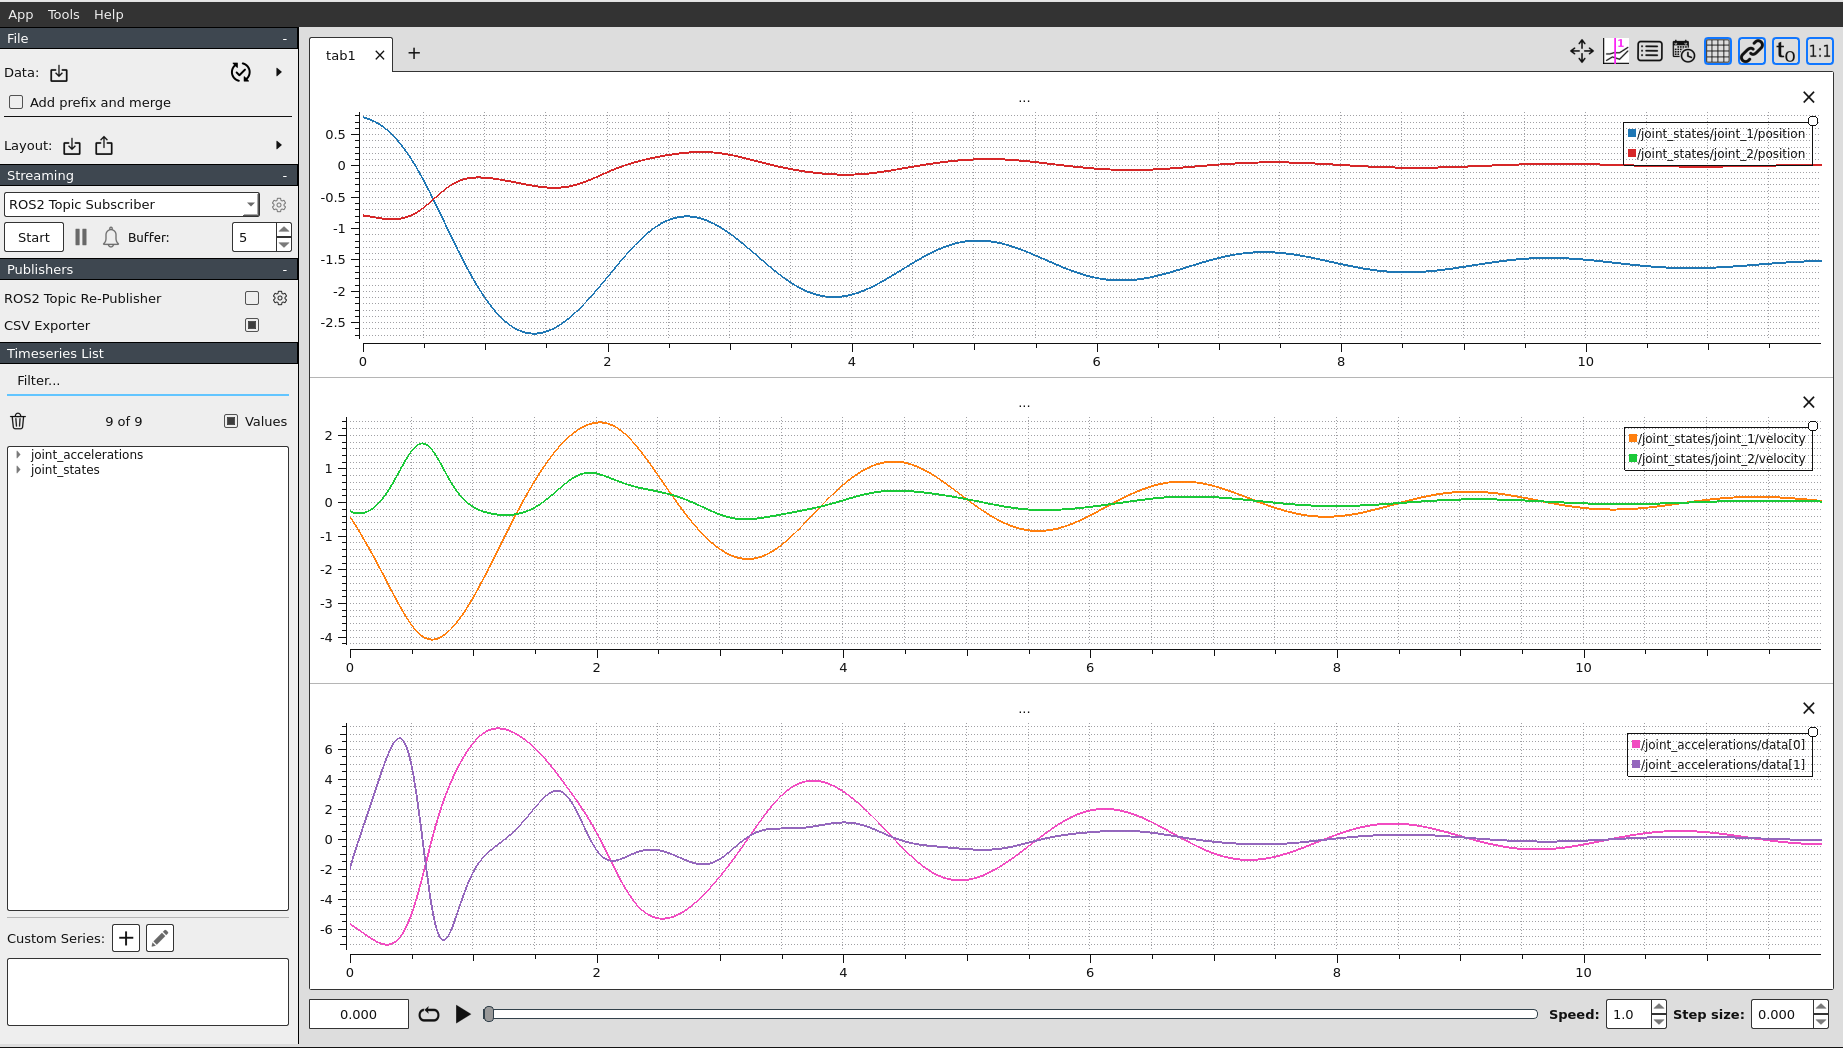 App Tools Help
File -
Data:
Add prefix and merge
Layout:
Streaming -
ROS2 Topic Subscriber
Start Buffer: 5
Publishers -
ROS2 Topic Re-Publisher
CSV Exporter
Timeseries List
Filter...
9 of 9 Values
joint_accelerations
joint_states
Custom Series:
tab1
1
t0
1:1
...
/joint_states/joint_1/position
/joint_states/joint_2/position
0.5
0
-0.5
-1
-1.5
-2
-2.5
0 2 4 6 8 10
...
/joint_states/joint_1/velocity
/joint_states/joint_2/velocity
2
1
0
-1
-2
-3
-4
0 2 4 6 8 10
...
/joint_accelerations/data[0]
/joint_accelerations/data[1]
6
4
2
0
-2
-4
-6
0 2 4 6 8 10
0.000 Speed: 1.0 Step size: 0.000